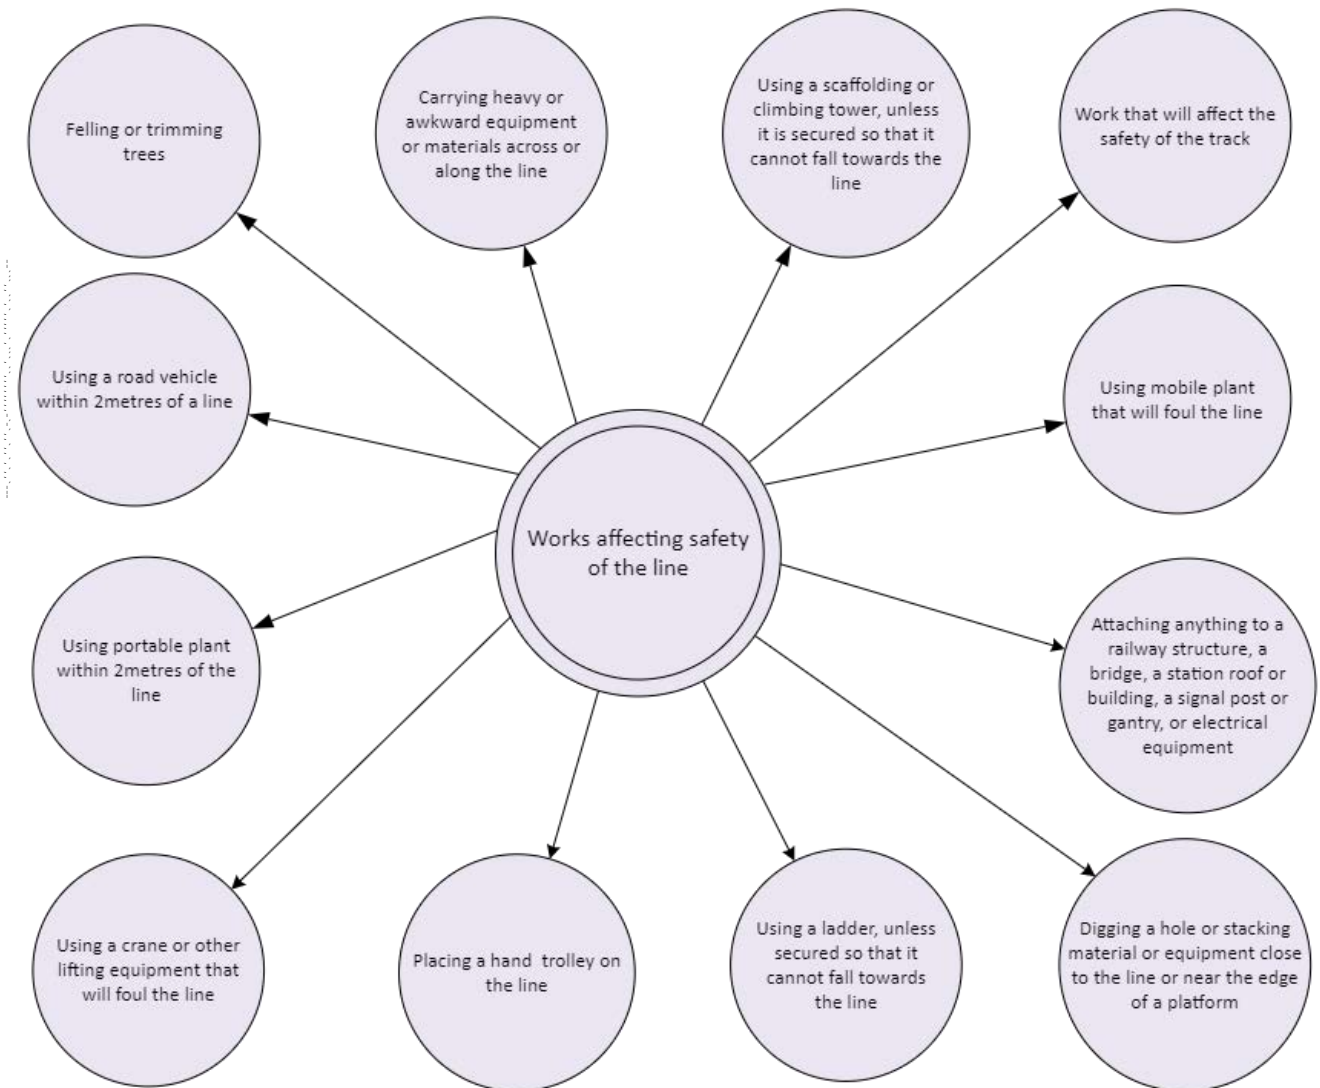 Felling or trimming
trees
Carrying heavy or
awkward equipment
or materials across or
along the line
Using a scaffolding or
climbing tower, unless
it is secured so that it
cannot fall towards the
line
Work that will affect the
safety of the track
Using a road vehicle
within 2metres of a line
Using mobile plant
that will foul the line
Works affecting safety
of the line
Using portable plant
within 2metres of the
line
Attaching anything to a
railway structure, a
bridge, a station roof or
building, a signal post or
gantry, or electrical
equipment
Using a crane or other
lifting equipment that
will foul the line
Placing a hand  trolley on
the line
Using a ladder, unless
secured so that it
cannot fall towards
the line
Digging a hole or stacking
material or equipment close
to the line or near the edge
of a platform